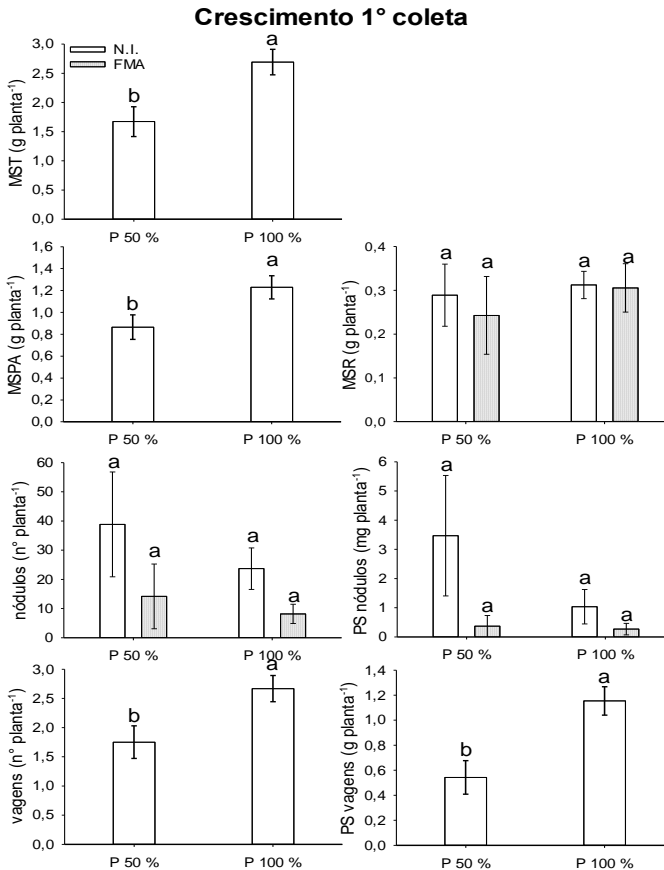 Crescimento 1° coleta
MST (g planta⁻¹)
3,0
2,5
2,0
1,5
1,0
0,5
0,0
N.I.
FMA
b
a
P 50 %
P 100 %
MSPA (g planta⁻¹)
1,6
1,4
1,2
1,0
0,8
0,6
0,4
0,2
0,0
b
a
P 50 %
P 100 %
MSR (g planta⁻¹)
0,4
0,3
0,2
0,1
0,0
a
a
a
a
P 50 %
P 100 %
nódulos (n° planta⁻¹)
60
50
40
30
20
10
0
a
a
a
a
P 50 %
P 100 %
PS nódulos (mg planta⁻¹)
6
5
4
3
2
1
0
a
a
a
a
P 50 %
P 100 %
vagens (n° planta⁻¹)
3,0
2,5
2,0
1,5
1,0
0,5
0,0
b
a
P 50 %
P 100 %
PS vagens (g planta⁻¹)
1,4
1,2
1,0
0,8
0,6
0,4
0,2
0,0
b
a
P 50 %
P 100 %